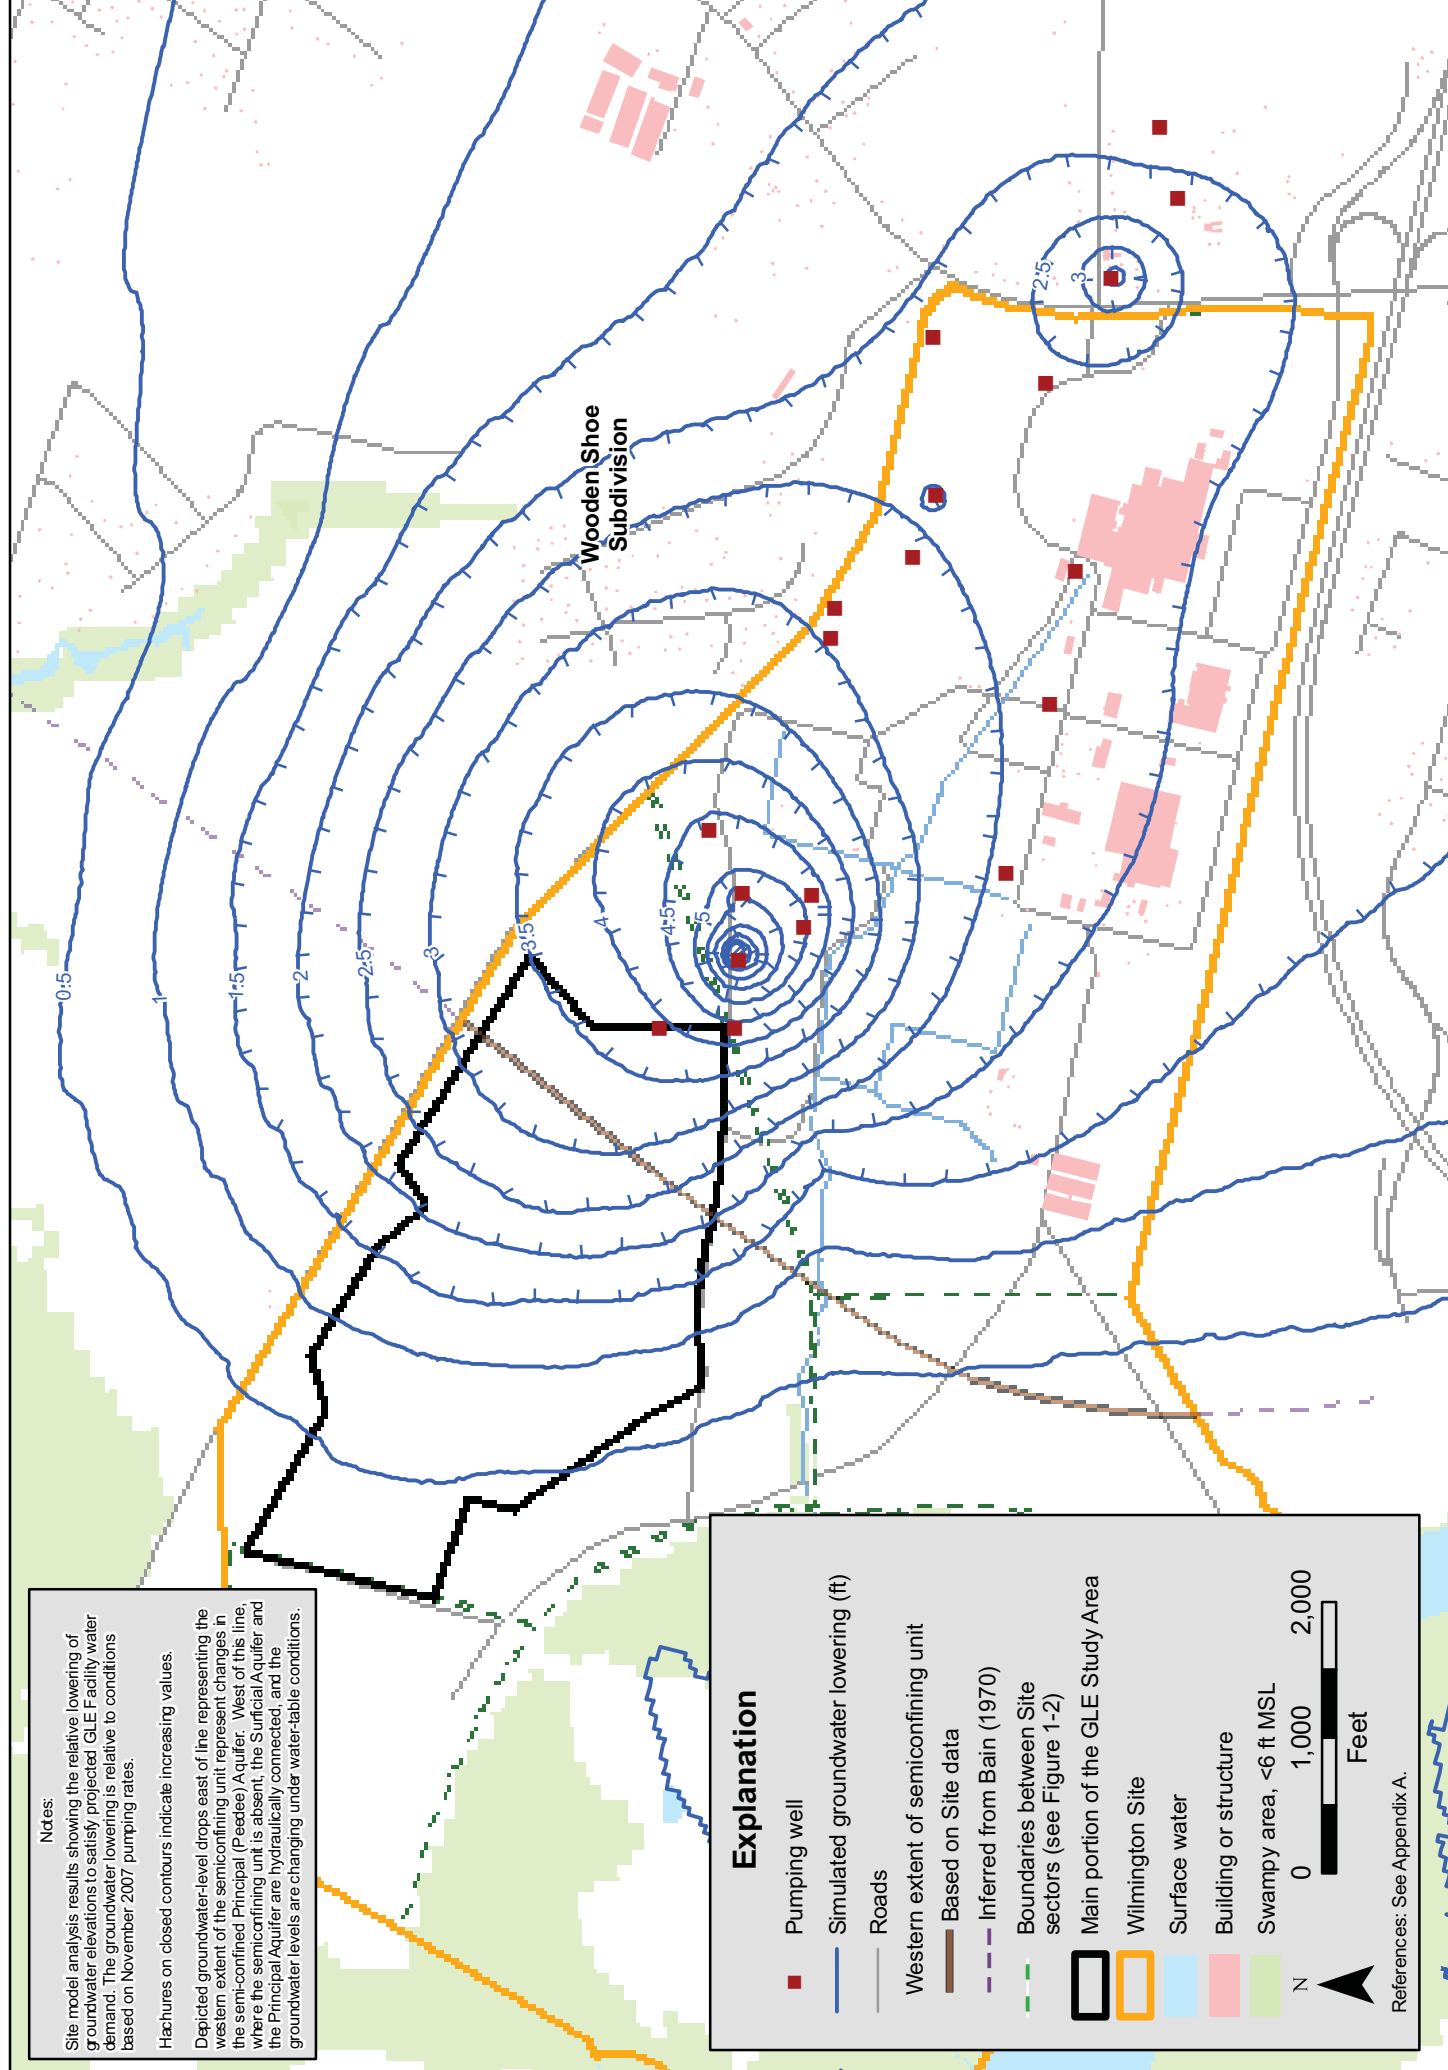 Notes:
Site model analysis results showing the relative lowering of
groundwater elevations to satisfy projected GLE Facility water
demand. The groundwater lowering is relative to conditions
based on November 2007 pumping rates.
Hachures on closed contours indicate increasing values.
Depicted groundwater-level drops east of line representing the
western extent of the semiconfining unit represent changes in
the semi-confined Principal (Peedee) Aquifer. West of this line,
where the semiconfining unit is absent, the Surficial Aquifer and
the Principal Aquifer are hydraulically connected, and the
groundwater levels are changing under water-table conditions.
0.5
1
1.5
2
2.5
3
3.5
4
4.5
5
Wooden Shoe
Subdivision
2.5
3
Explanation
Pumping well
Simulated groundwater lowering (ft)
Roads
Western extent of semiconfining unit
Based on Site data
Inferred from Bain (1970)
Boundaries between Site
sectors (see Figure 1-2)
Main portion of the GLE Study Area
Wilmington Site
Surface water
Building or structure
Swampy area, <6 ft MSL
N
0 1,000 2,000
Feet
References: See Appendix A.